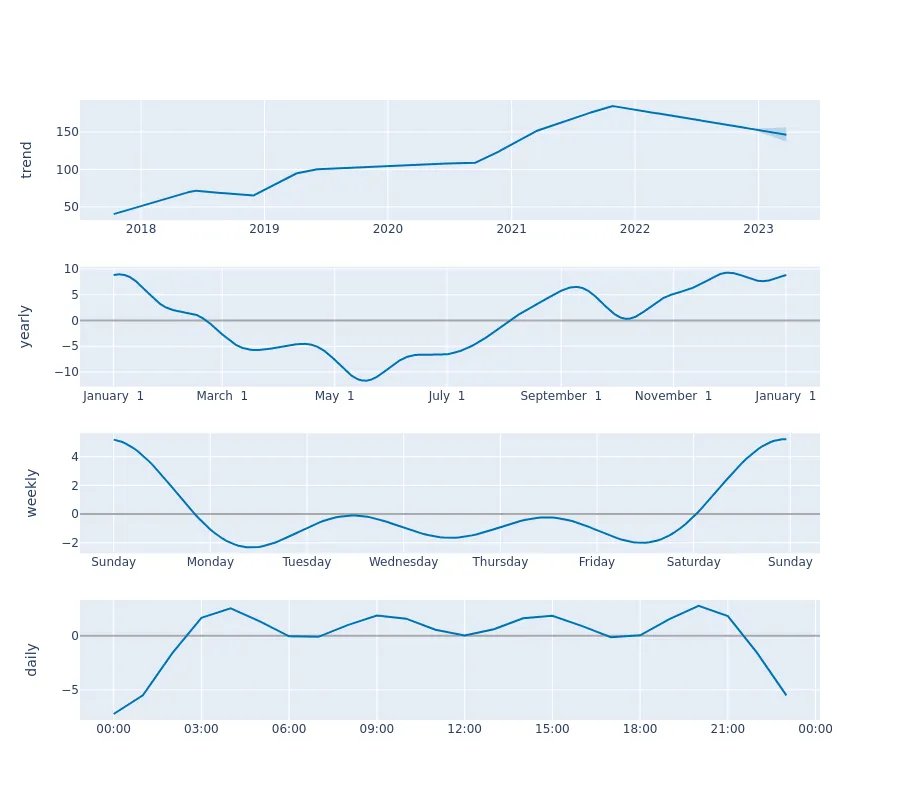 trend
150
100
50
2018 2019 2020 2021 2022 2023
yearly
10
5
0
−5
−10
January 1 March 1 May 1 July 1 September 1 November 1 January 1
weekly
4
2
0
−2
Sunday Monday Tuesday Wednesday Thursday Friday Saturday Sunday
daily
0
−5
00:00 03:00 06:00 09:00 12:00 15:00 18:00 21:00 00:00